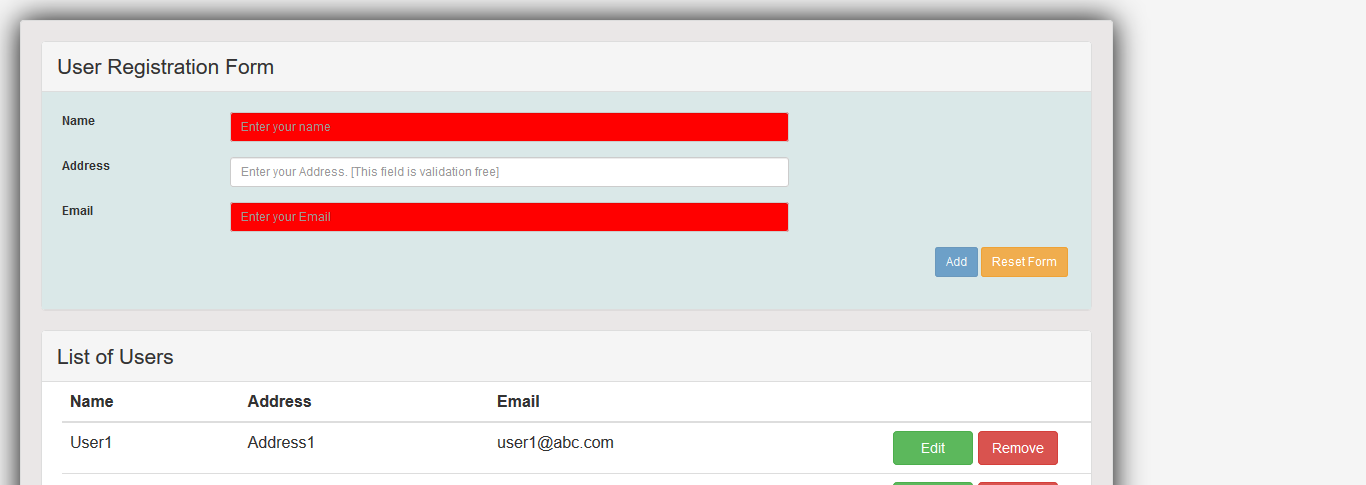 User Registration Form
Name
Enter your name
Address
Enter your Address. [This field is validation free]
Email
Enter your Email
Add Reset Form
List of Users
Name Address Email
User1 Address1 user1@abc.com Edit Remove